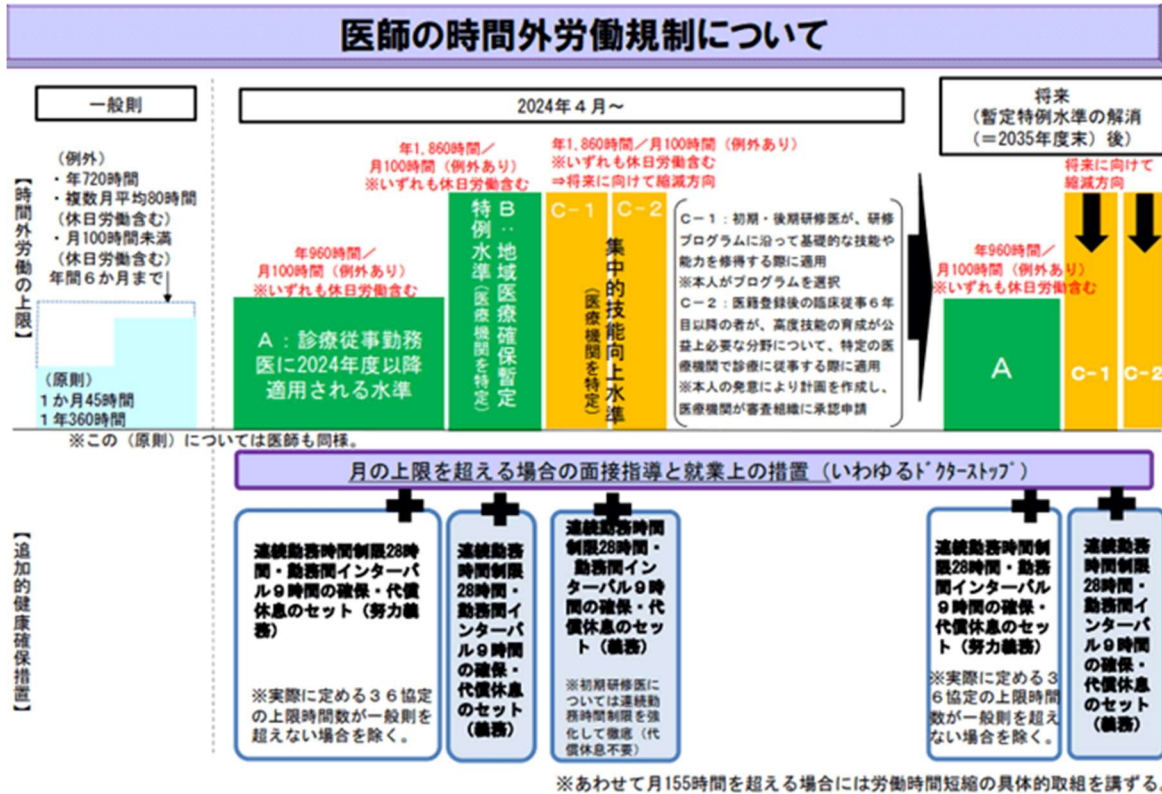 医師の時間外労働規制について
一般則
2024年4月～
将来
(暫定特例水準の解消
(=2035年度末)後)
【時間外労働の上限】
(例外)
・年720時間
・複数月平均80時間
(休日労働含む)
・月100時間未満
(休日労働含む)
年間6か月まで
(原則)
1か月45時間
1年360時間
※この(原則)については医師も同様。
年960時間/
月100時間(例外あり)
※いずれも休日労働含む
A:診療従事勤務
医に2024年度以降
適用される水準
年1,860時間/
月100時間(例外あり)
※いずれも休日労働含む
B:地域医療確保暫定
特例水準(医療機関を特定)
年1,860時間/月100時間(例外あり)
※いずれも休日労働含む
⇒将来に向けて縮減方向
C-1
C-2
集中的技能向上水準
(医療機関を特定)
C-1:初期・後期研修医が、研修
プログラムに沿って基礎的な技能や
能力を修得する際に適用
※本人がプログラムを選択
C-2:医籍登録後の臨床従事6年
目以降の者が、高度技能の育成が公
益上必要な分野について、特定の医
療機関で診療に従事する際に適用
※本人の発意により計画を作成し、
医療機関が審査組織に承認申請
年960時間/
月100時間(例外あり)
※いずれも休日労働含む
A
将来に向けて
縮減方向
C-1
C-2
【追加的健康確保措置】
月の上限を超える場合の面接指導と就業上の措置(いわゆるﾄﾞｸﾀｰｽﾄｯﾌﾟ)
連続勤務時間制限28時
間・勤務間インターバ
ル9時間の確保・代償
休息のセット(努力義
務)
※実際に定める36協定
の上限時間数が一般則を
超えない場合を除く。
連続勤務
時間制限
28時間・
勤務間イ
ンターバ
ル9時間
の確保・
代償休息
のセット
(義務)
連続勤務時間
制限28時間・
勤務間イン
ターバル9時
間の確保・代
償休息のセッ
ト(義務)
※初期研修医に
ついては連続勤
務時間制限を強
化して徹底(代
償休息不要)
連続勤務時間制
限28時間・勤務
間インターバル
9時間の確保・
代償休息のセッ
ト(努力義務)
※実際に定める3
6協定の上限時間
数が一般則を超え
ない場合を除く。
連続勤務
時間制限
28時間・
勤務間イ
ンターバ
ル9時間
の確保・
代償休息
のセット
(義務)
※あわせて月155時間を超える場合には労働時間短縮の具体的取組を講ずる。